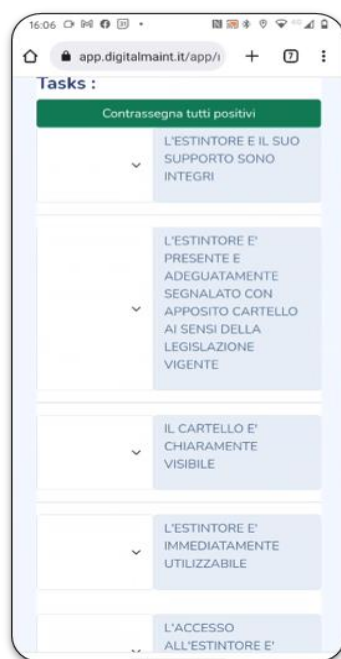 16:06
app.digitalmaint.it/app/ı
7
Tasks :
Contrassegna tutti positivi
L'ESTINTORE E IL SUO
SUPPORTO SONO
INTEGRI
L'ESTINTORE E'
PRESENTE E
ADEGUATAMENTE
SEGNALATO CON
APPOSITO CARTELLO
AI SENSI DELLA
LEGISLAZIONE
VIGENTE
IL CARTELLO E'
CHIARAMENTE
VISIBILE
L'ESTINTORE E'
IMMEDIATAMENTE
UTILIZZABILE
L'ACCESSO
ALL'ESTINTORE E'